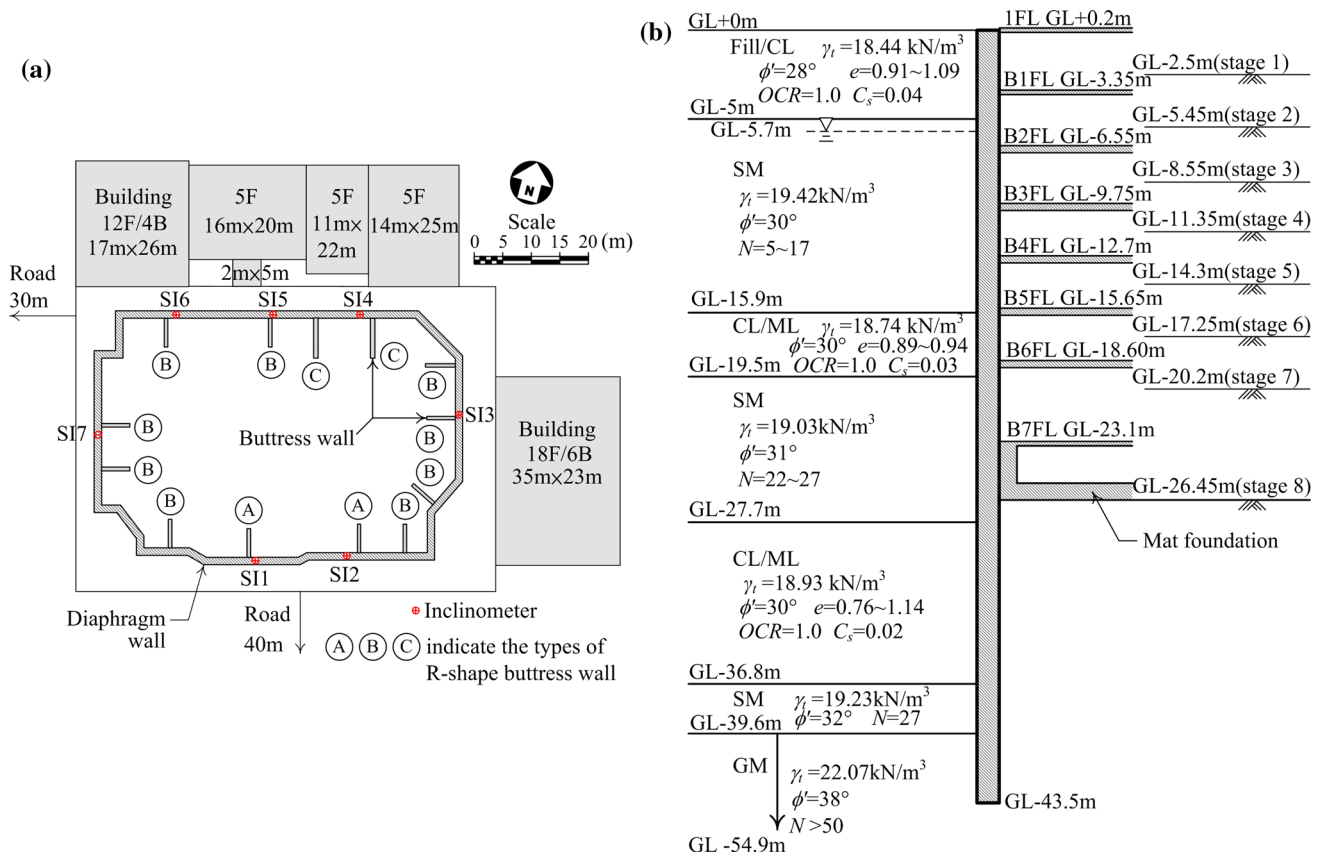 (a)
Building
12F/4B
17m×26m
5F
16m×20m
5F
11m×
22m
5F
14m×25m
2m×5m
N
Scale
0 5 10 15 20 (m)
Road
30m
SI6
SI5
SI4
B
B
C
C
B
SI3
SI7
B
Buttress wall
B
B
B
B
A
A
B
Building
18F/6B
35m×23m
SI1
SI2
Diaphragm
wall
Road
40m
Inclinometer
A B C indicate the types of
R-shape buttress wall
(b)
GL+0m
Fill/CL γt =18.44 kN/m³
ϕ'=28° e=0.91~1.09
OCR=1.0 Cs=0.04
GL-5m
GL-5.7m
SM
γt =19.42kN/m³
ϕ'=30°
N=5~17
GL-15.9m
CL/ML γt =18.74 kN/m³
ϕ'=30° e=0.89~0.94
GL-19.5m OCR=1.0 Cs=0.03
SM
γt =19.03kN/m³
ϕ'=31°
N=22~27
GL-27.7m
CL/ML
γt =18.93 kN/m³
ϕ'=30° e=0.76~1.14
OCR=1.0 Cs=0.02
GL-36.8m
SM γt =19.23kN/m³
GL-39.6m ϕ'=32° N=27
GM
γt =22.07kN/m³
ϕ'=38°
N >50
GL -54.9m
1FL GL+0.2m
GL-2.5m(stage 1)
B1FL GL-3.35m
GL-5.45m(stage 2)
B2FL GL-6.55m
GL-8.55m(stage 3)
B3FL GL-9.75m
GL-11.35m(stage 4)
B4FL GL-12.7m
GL-14.3m(stage 5)
B5FL GL-15.65m
GL-17.25m(stage 6)
B6FL GL-18.60m
GL-20.2m(stage 7)
B7FL GL-23.1m
GL-26.45m(stage 8)
Mat foundation
GL-43.5m